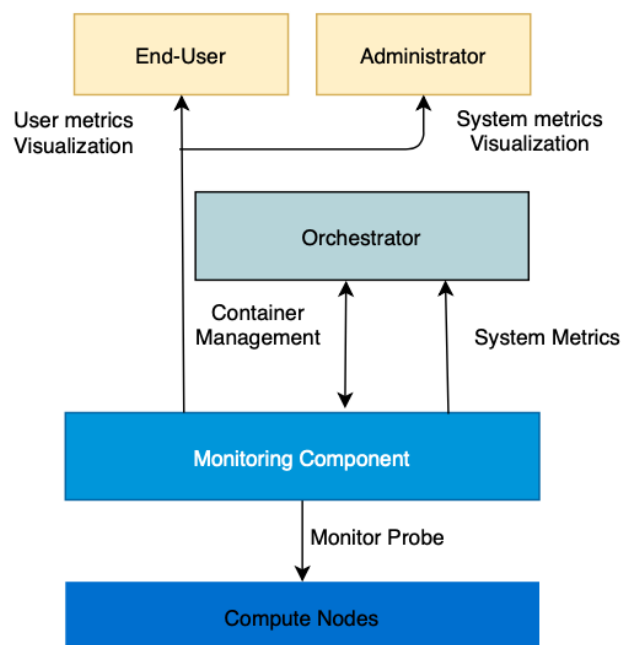 End-User
Administrator
User metrics
Visualization
System metrics
Visualization
Orchestrator
Container
Management
System Metrics
Monitoring Component
Monitor Probe
Compute Nodes